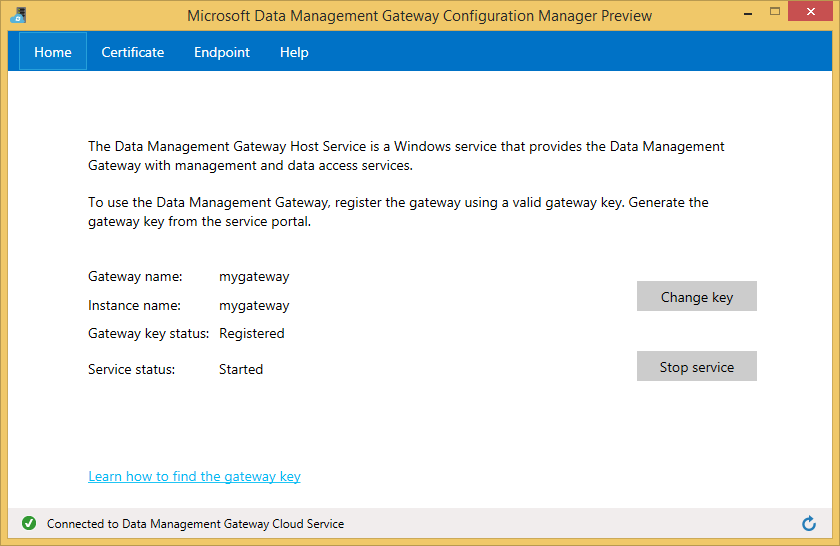 Microsoft Data Management Gateway Configuration Manager Preview
Home Certificate Endpoint Help
The Data Management Gateway Host Service is a Windows service that provides the Data Management
Gateway with management and data access services.
To use the Data Management Gateway, register the gateway using a valid gateway key. Generate the
gateway key from the service portal.
Gateway name: mygateway
Change key
Instance name: mygateway
Gateway key status: Registered
Service status: Started
Stop service
Learn how to find the gateway key
Connected to Data Management Gateway Cloud Service